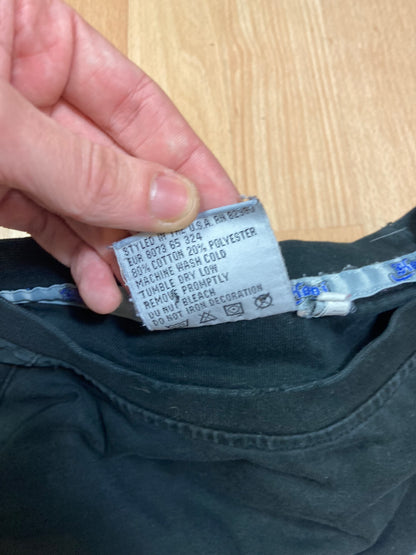 STYLED IN THE U.S.A. RN 82989
EUR 8073 65 324
80% COTTON 20% POLYESTER
MACHINE WASH COLD
TUMBLE DRY LOW
REMOVE PROMPTLY
DO NOT BLEACH
DO NOT IRON DECORATION